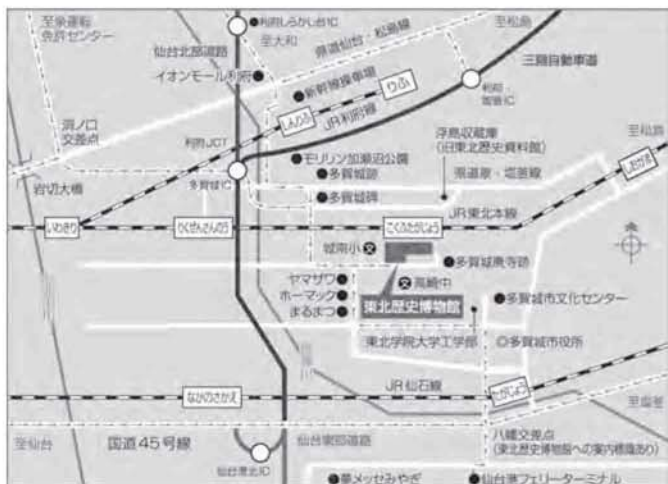 至泉運転
免許センター
仙台北部道路
●利府しらかし台IC
至大和
県道仙台・松島線
至松島
三陸自動車道
イオンモール利府●
●新幹線操車場
りふ
しんりふ
JR利府線
利府JCT
交差点
岩切大橋
多賀城IC
●モリリン加瀬沼公園
●多賀城跡
●多賀城碑
浮島収蔵庫
(旧東北歴史資料館)
県道泉・塩釜線
至松島
しおがま
JR東北本線
いわきり
りくぜんさんのう
こくふたがじょう
城南小 文
●多賀城廃寺跡
文 高崎中
ヤマザワ●
ホーマック●
まるまつ●
東北歴史博物館
●多賀城市文化センター
東北学院大学工学部
◎多賀城市役所
JR仙石線
なかのさかえ
たがじょう
至塩釜
至仙台
国道45号線
仙台東部道路
仙台港北IC
八幡交差点
(東北歴史博物館への案内標識あり)
●夢メッセみやぎ
●仙台港フェリーターミナル